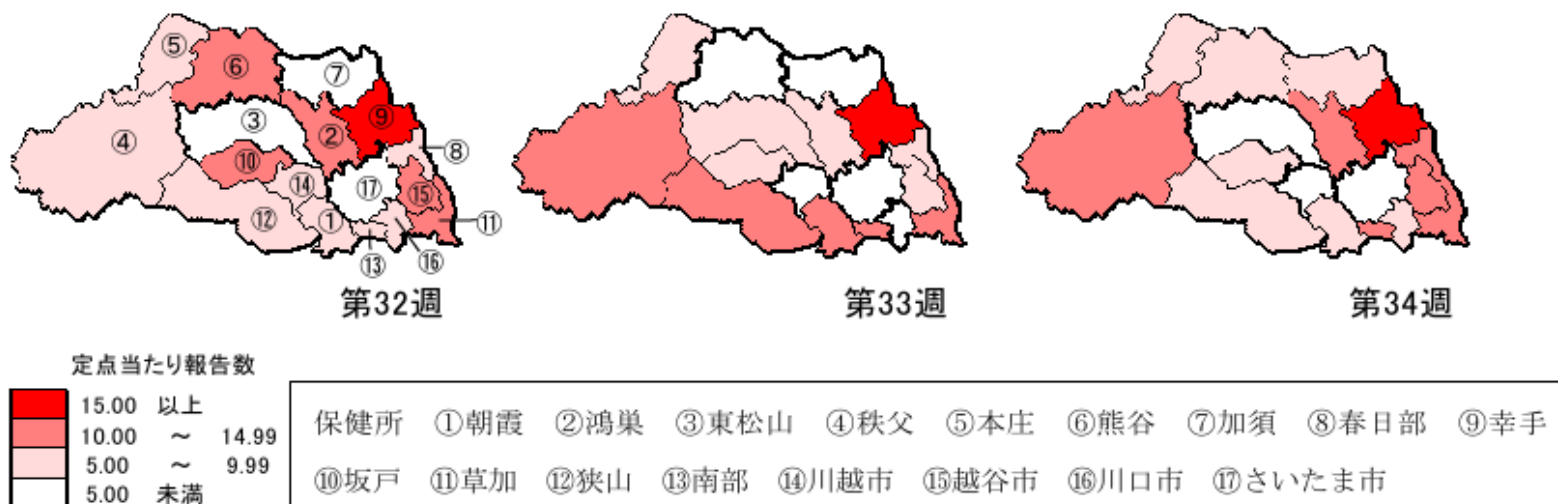 ⑤
⑥
⑦
⑨
③
②
④
⑧
⑩
⑭
⑰
⑮
⑫
①
⑪
⑬
⑯
第32週
第33週
第34週
定点当たり報告数
15.00 以上
10.00 ～ 14.99
5.00 ～ 9.99
5.00 未満
保健所 ①朝霞 ②鴻巣 ③東松山 ④秩父 ⑤本庄 ⑥熊谷 ⑦加須 ⑧春日部 ⑨幸手
⑩坂戸 ⑪草加 ⑫狭山 ⑬南部 ⑭川越市 ⑮越谷市 ⑯川口市 ⑰さいたま市